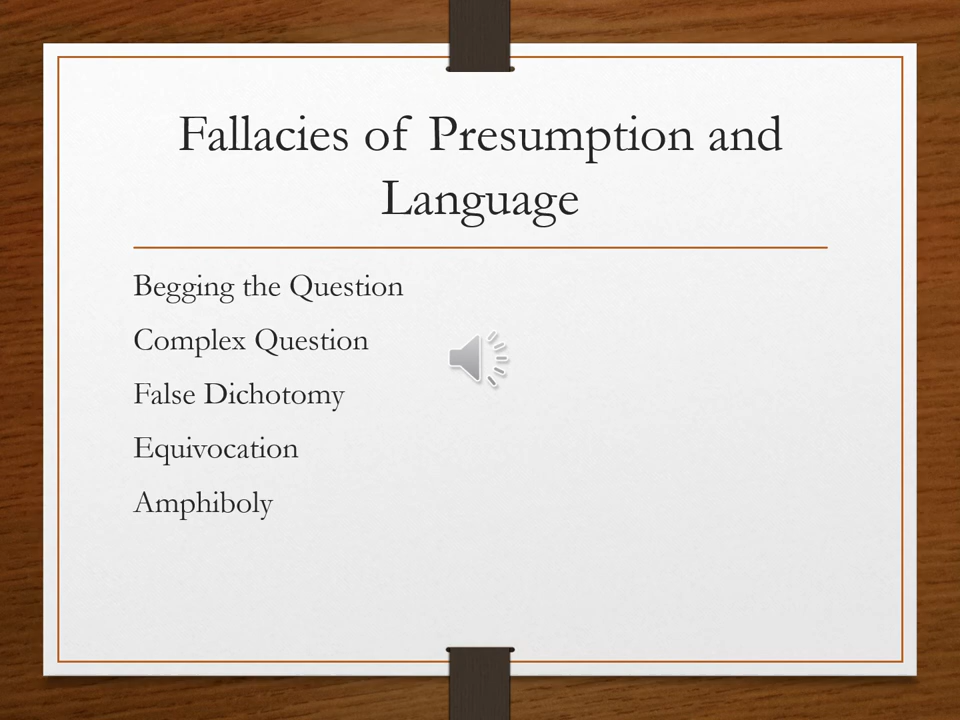 Fallacies of Presumption and
Language
Begging the Question
Complex Question
False Dichotomy
Equivocation
Amphiboly